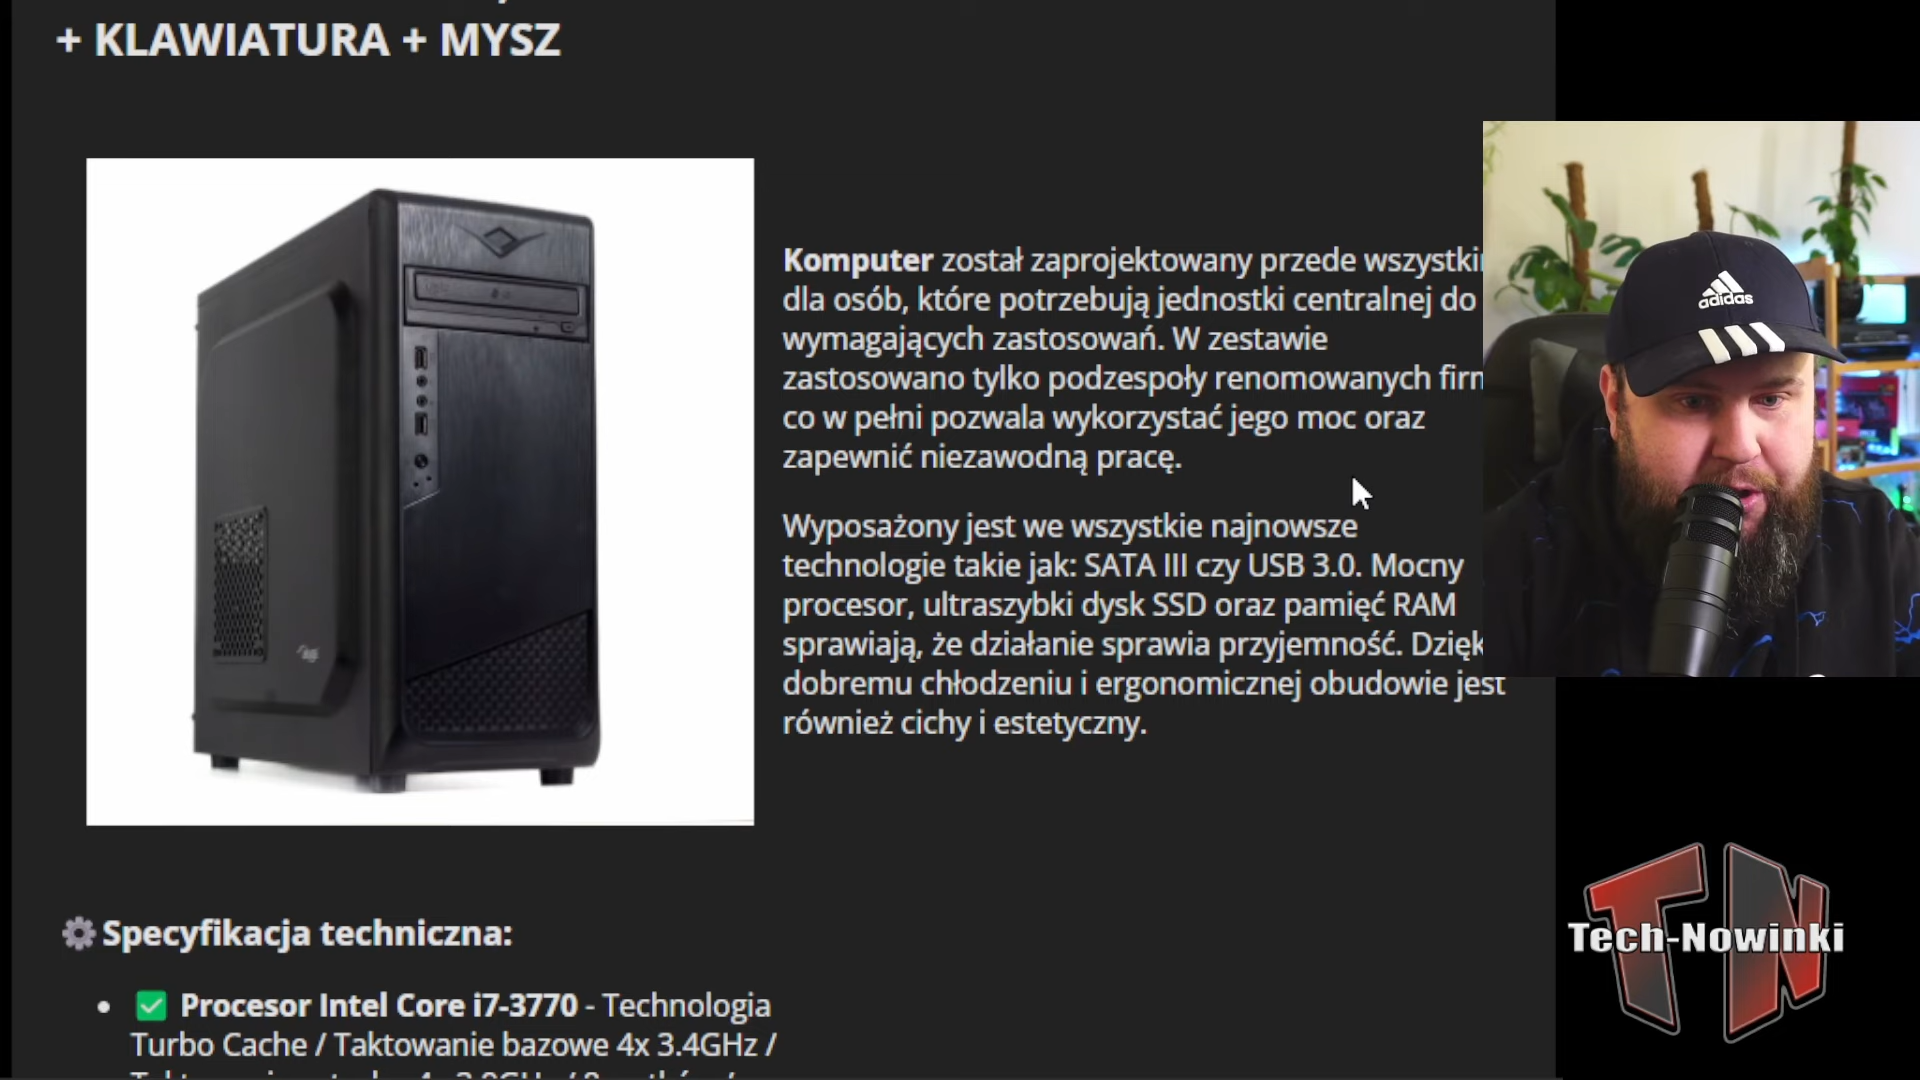 + KLAWIATURA + MYSZ
Komputer został zaprojektowany przede
dla osób, które potrzebują jednostki centralnej do
wymagających zastosowań. W zestawie
zastosowano tylko podzespoły renomowanych
co w pełni pozwala wykorzystać jego moc oraz
zapewnić niezawodną pracę.
Wyposażony jest we wszystkie najnowsze
technologie takie jak: SATA III czy USB 3.0. Mocny
procesor, ultraszybki dysk SSD oraz pamięć RAM
sprawiają, że działanie sprawia przyjemność.
dobremu chłodzeniu i ergonomicznej obudowie jest
również cichy i estetyczny.
adidas
Specyfikacja techniczna:
Procesor Intel Core i7-3770 - Technologia
Turbo Cache / Taktowanie bazowe 4x 3.4GHz /
TN
Tech-Nowinki